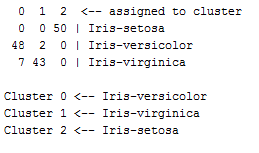 0 1 2 <-- assigned to cluster
0 0 50 | Iris-setosa
48 2 0 | Iris-versicolor
7 43 0 | Iris-virginica
Cluster 0 <-- Iris-versicolor
Cluster 1 <-- Iris-virginica
Cluster 2 <-- Iris-setosa